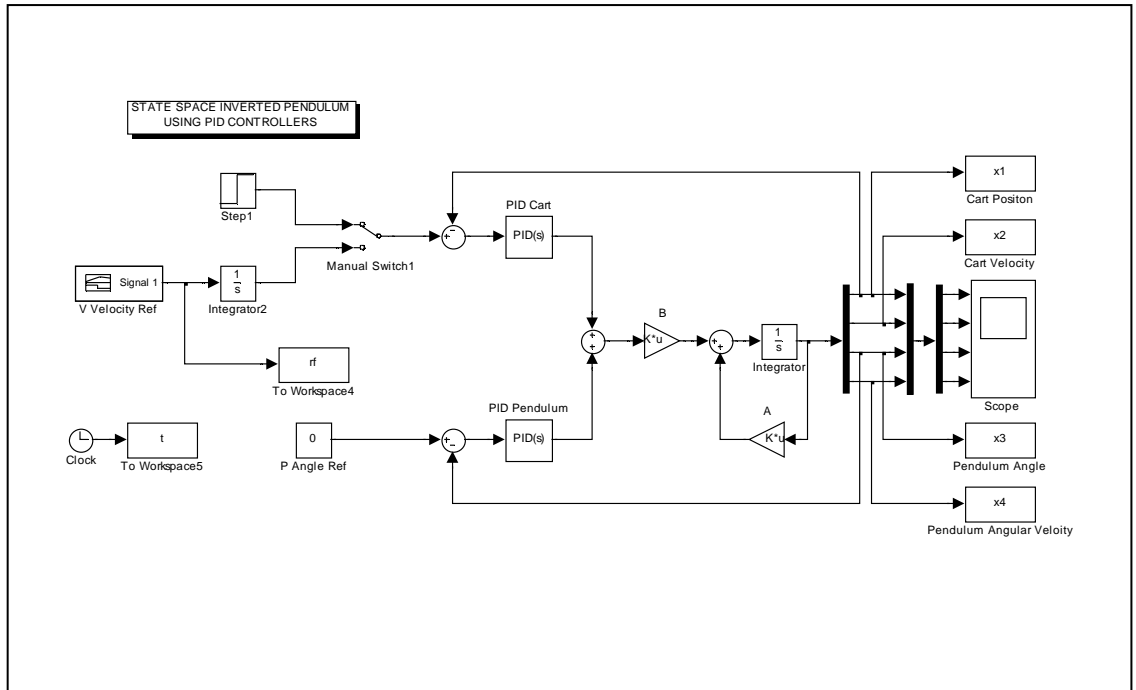 STATE SPACE INVERTED PENDULUM
USING PID CONTROLLERS
Step1
Manual Switch1
Signal 1
V Velocity Ref
1
s
Integrator2
rf
To Workspace4
Clock
t
To Workspace5
0
P Angle Ref
PID Cart
PID(s)
PID Pendulum
PID(s)
B
K*u
1
s
Integrator
A
K*u
x1
Cart Positon
x2
Cart Velocity
Scope
x3
Pendulum Angle
x4
Pendulum Angular Veloity